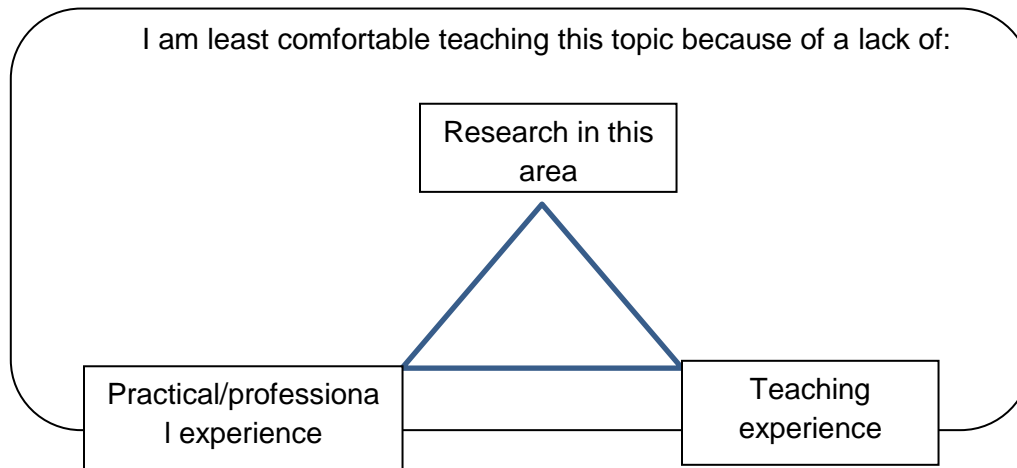 I am least comfortable teaching this topic because of a lack of:
Research in this
area
Practical/professiona
l experience
Teaching
experience